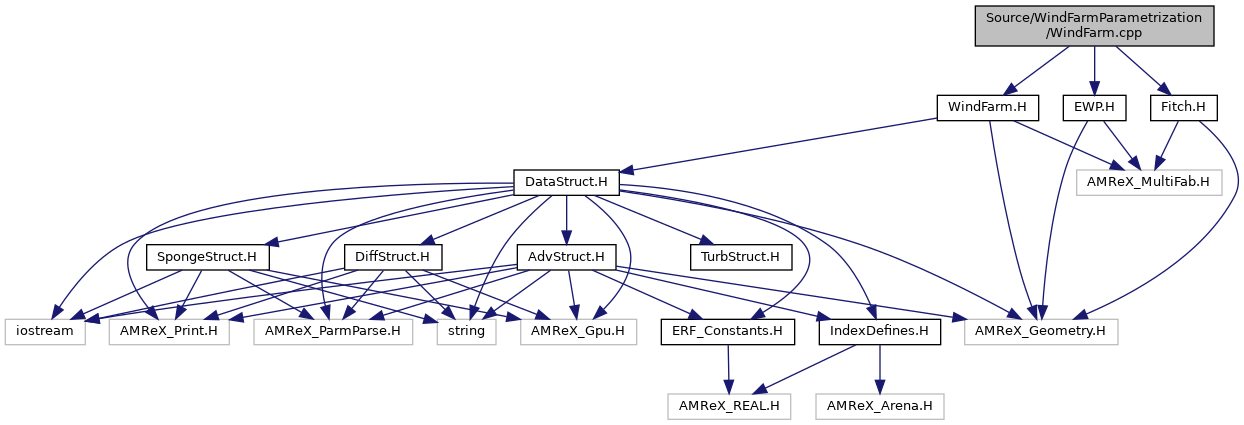 Source/WindFarmParametrization
/WindFarm.cpp
WindFarm.H
EWP.H
Fitch.H
DataStruct.H
AMReX_MultiFab.H
SpongeStruct.H
DiffStruct.H
AdvStruct.H
TurbStruct.H
iostream
AMReX_Print.H
AMReX_ParmParse.H
string
AMReX_Gpu.H
ERF_Constants.H
IndexDefines.H
AMReX_Geometry.H
AMReX_REAL.H
AMReX_Arena.H